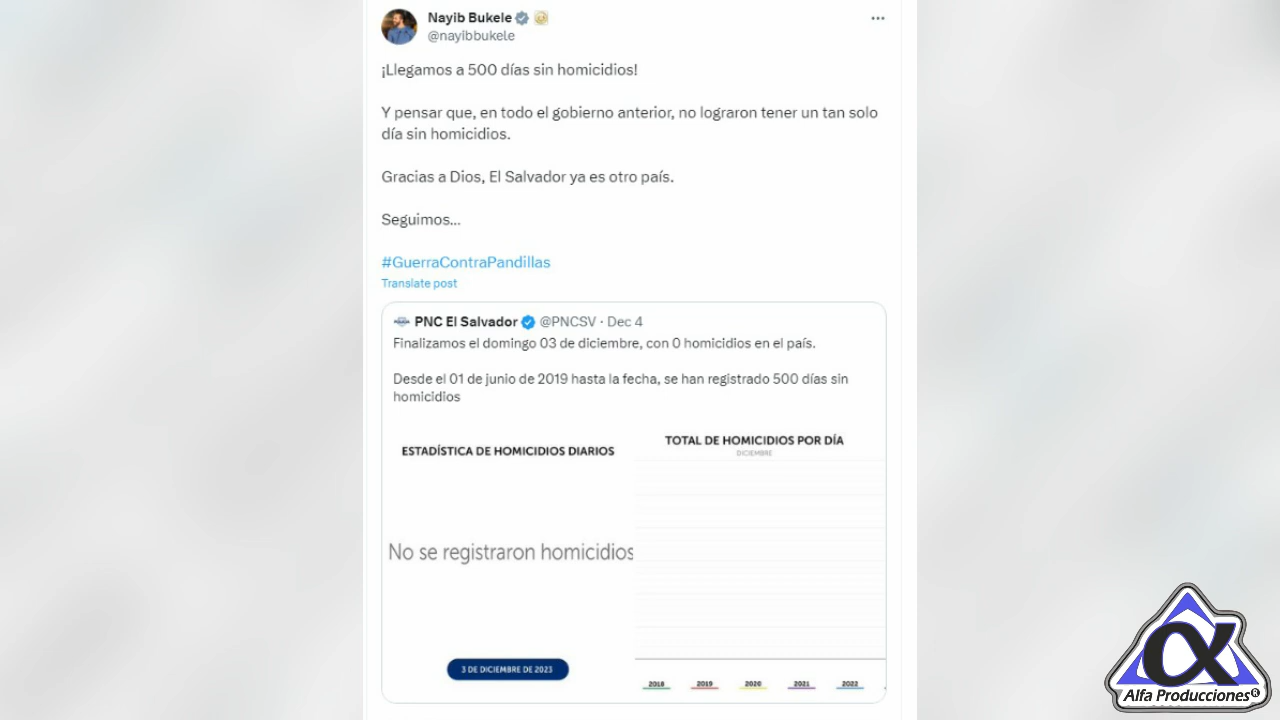 Nayib Bukele
@nayibbukele
¡Llegamos a 500 días sin homicidios!
Y pensar que, en todo el gobierno anterior, no lograron tener un tan solo
día sin homicidios.
Gracias a Dios, El Salvador ya es otro país.
Seguimos...
#GuerraContraPandillas
Translate post
PNC El Salvador @PNCSV · Dec 4
Finalizamos el domingo 03 de diciembre, con 0 homicidios en el país.
Desde el 01 de junio de 2019 hasta la fecha, se han registrado 500 días sin
homicidios
ESTADÍSTICA DE HOMICIDIOS DIARIOS
No se registraron homicidios
3 DE DICIEMBRE DE 2023
TOTAL DE HOMICIDIOS POR DÍA
DICIEMBRE
2018 2019 2020 2021 2022
Alfa Producciones®